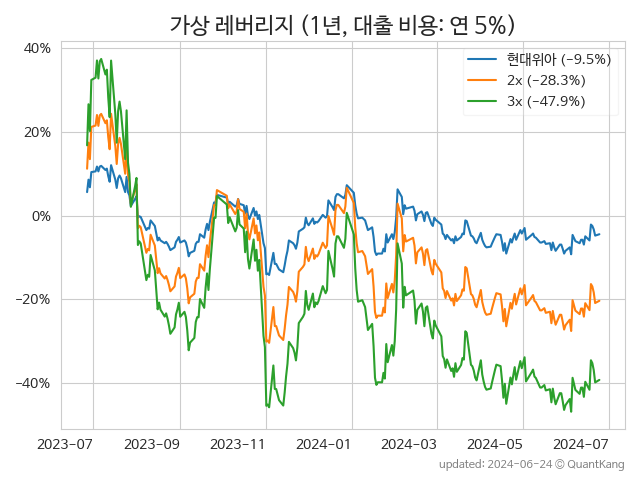 가상 레버리지 (1년, 대출 비용: 연 5%)
현대위아 (−9.5%)
2x (−28.3%)
3x (−47.9%)
40%
20%
0%
−20%
−40%
2023-07 2023-09 2023-11 2024-01 2024-03 2024-05 2024-07
updated: 2024-06-24 © QuantKang